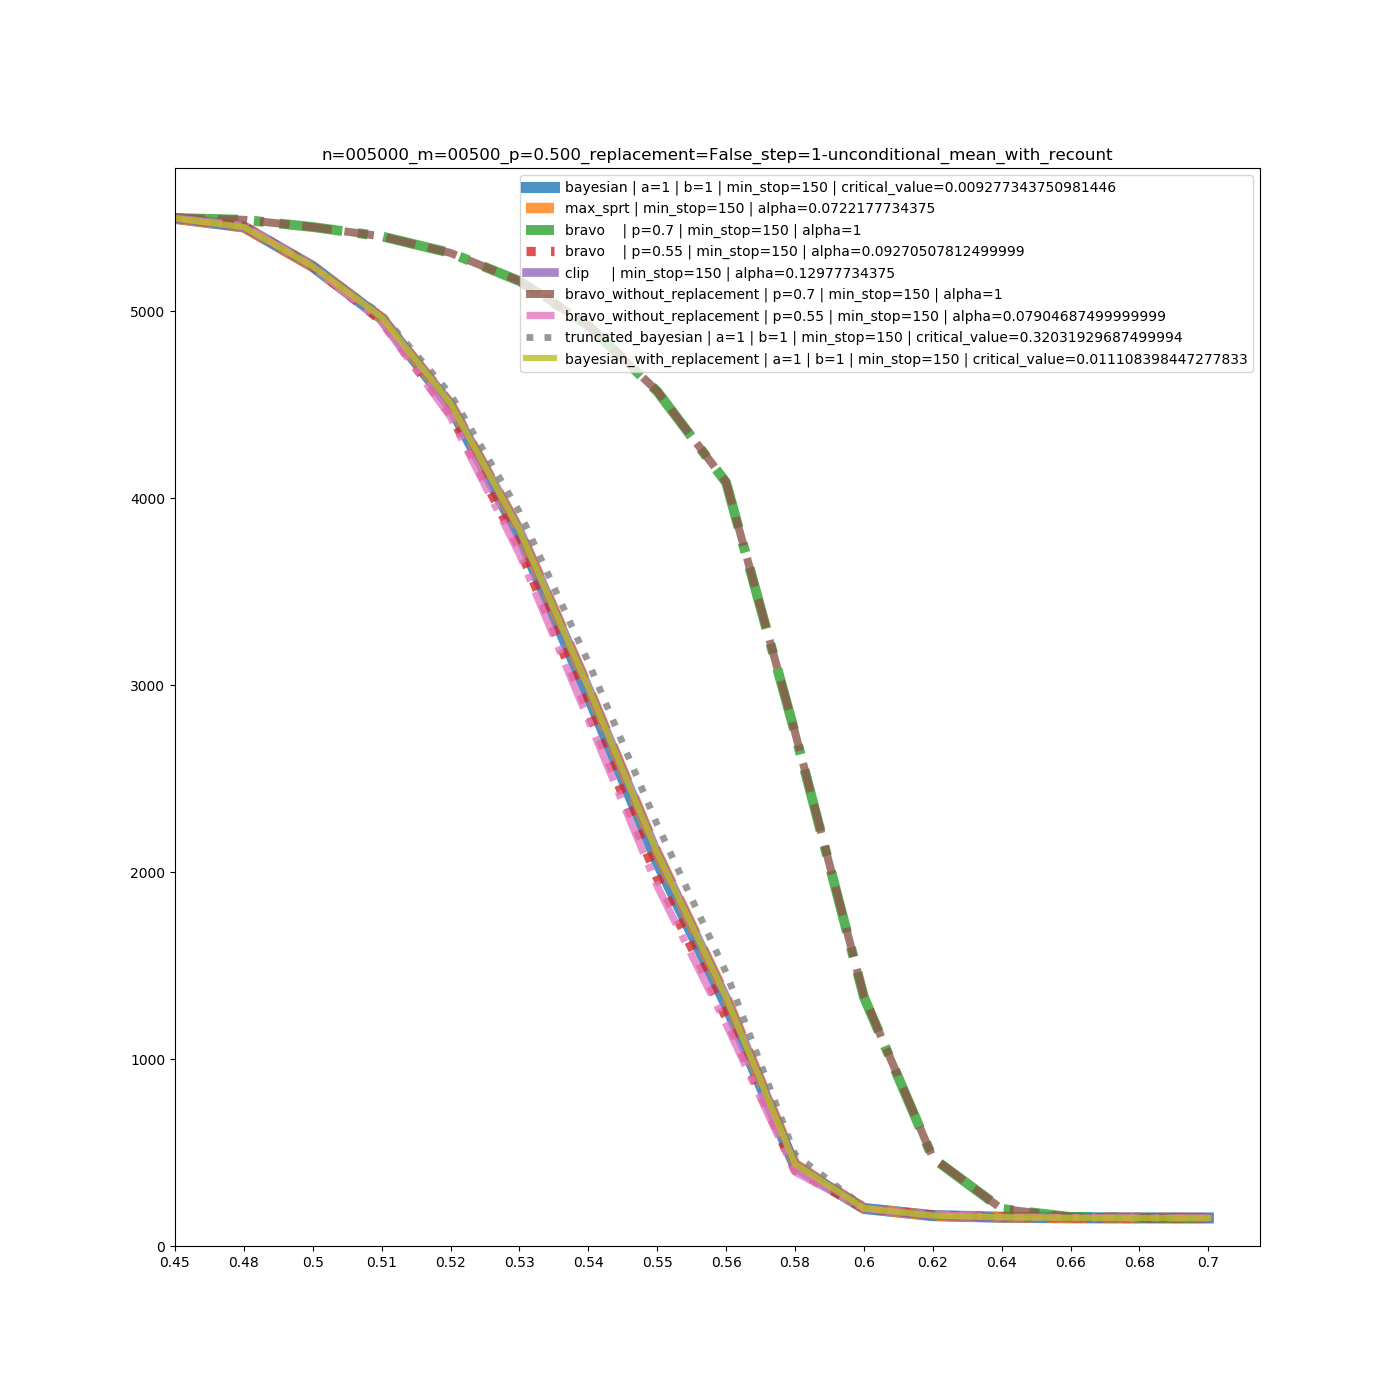 n=005000_m=00500_p=0.500_replacement=False_step=1-unconditional_mean_with_recount
bayesian | a=1 | b=1 | min_stop=150 | critical_value=0.009277343750981446
max_sprt | min_stop=150 | alpha=0.0722177734375
bravo | p=0.7 | min_stop=150 | alpha=1
bravo | p=0.55 | min_stop=150 | alpha=0.09270507812499999
clip | min_stop=150 | alpha=0.12977734375
bravo_without_replacement | p=0.7 | min_stop=150 | alpha=1
bravo_without_replacement | p=0.55 | min_stop=150 | alpha=0.07904687499999999
truncated_bayesian | a=1 | b=1 | min_stop=150 | critical_value=0.32031929687499994
bayesian_with_replacement | a=1 | b=1 | min_stop=150 | critical_value=0.011108398447277833
5000
4000
3000
2000
1000
0
0.45 0.48 0.5 0.51 0.52 0.53 0.54 0.55 0.56 0.58 0.6 0.62 0.64 0.66 0.68 0.7